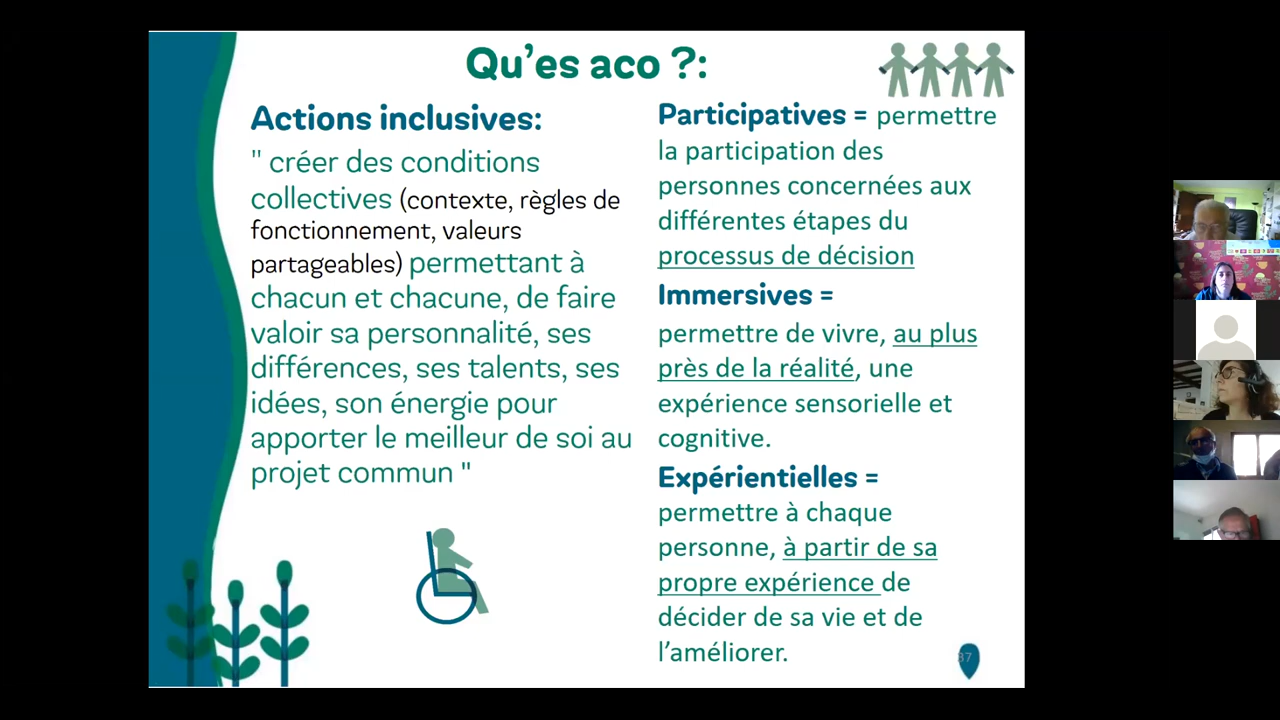 Qu'es aco ?:
Actions inclusives:
" créer des conditions
collectives (contexte, règles de
fonctionnement, valeurs
partageables) permettant à
chacun et chacune, de faire
valoir sa personnalité, ses
différences, ses talents, ses
idées, son énergie pour
apporter le meilleur de soi au
projet commun "
Participatives = permettre
la participation des
personnes concernées aux
différentes étapes du
processus de décision
Immersives =
permettre de vivre, au plus
près de la réalité, une
expérience sensorielle et
cognitive.
Expérientielles =
permettre à chaque
personne, à partir de sa
propre expérience de
décider de sa vie et de
l'améliorer.
37